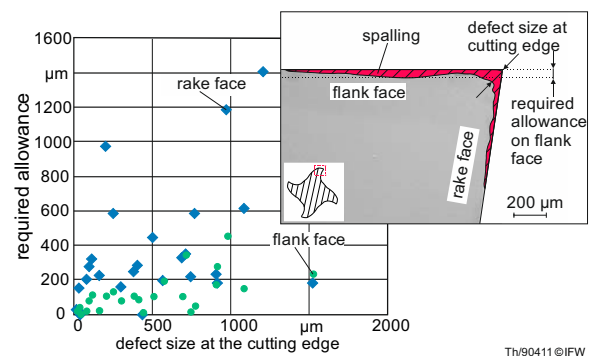 1600
μm
1200
1000
800
600
400
200
0
required allowance
0
500
1000
μm
2000
defect size at the cutting edge
rake face
flank face
spalling
defect size at
cutting edge
flank face
rake face
required
allowance
on flank
face
200 μm
Th/90411©IFW